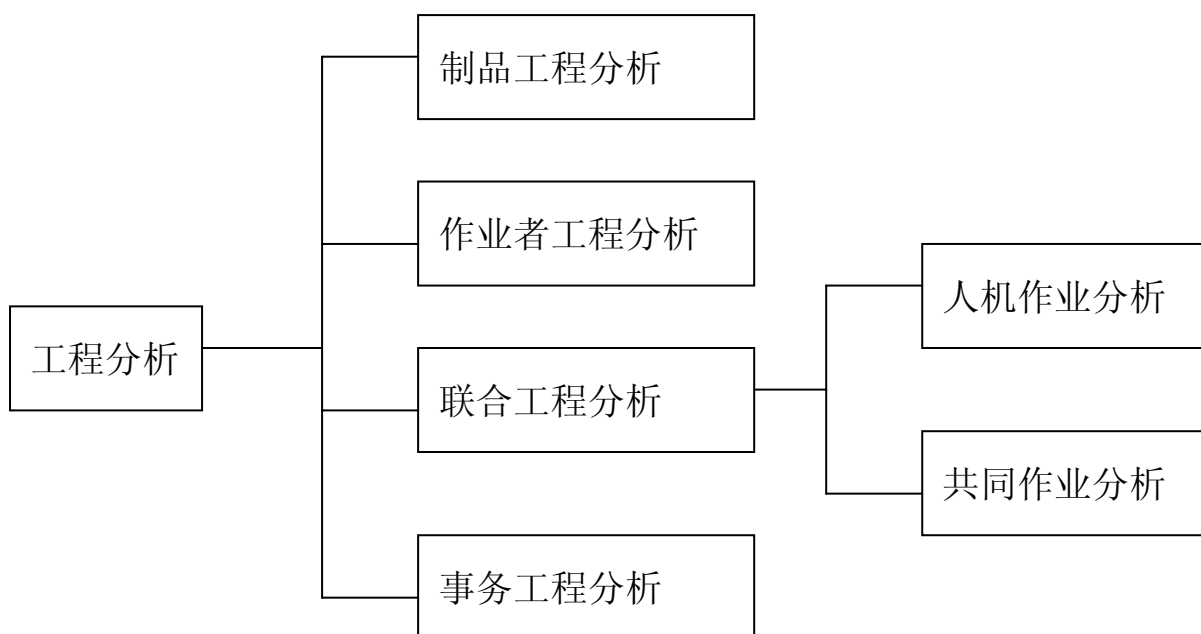 制品工程分析
作业者工程分析
人机作业分析
工程分析
联合工程分析
共同作业分析
事务工程分析